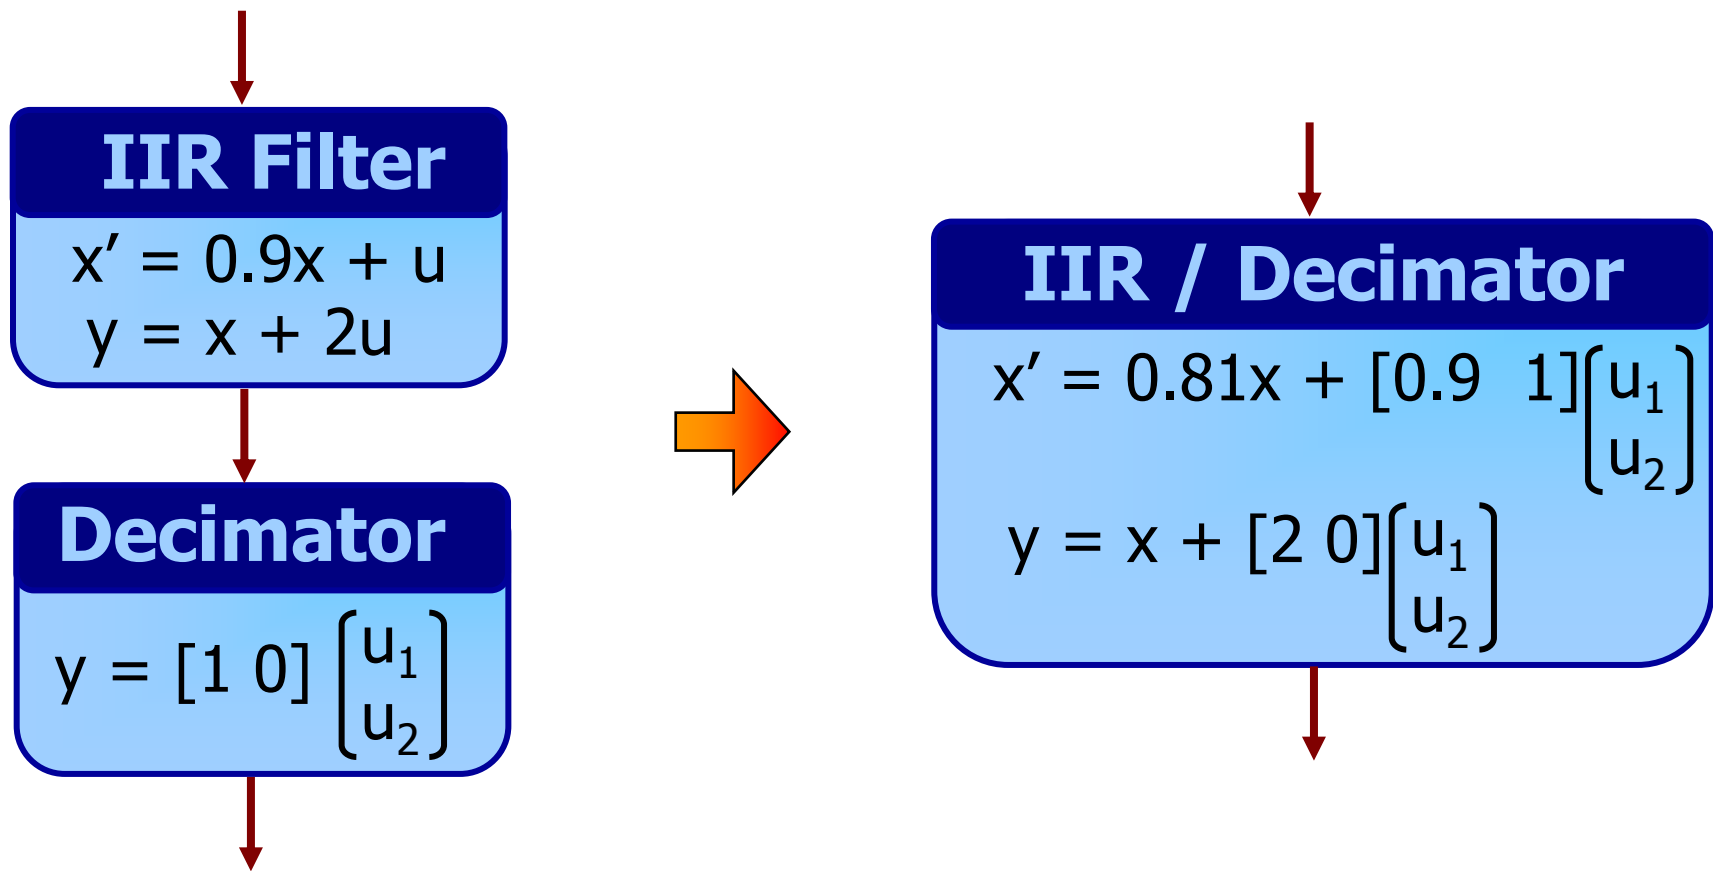 IIR Filter
x′ = 0.9x + u
y = x + 2u
Decimator
y = [1 0] [u₁
u₂]
IIR / Decimator
x′ = 0.81x + [0.9 1] [u₁
u₂]
y = x + [2 0] [u₁
u₂]